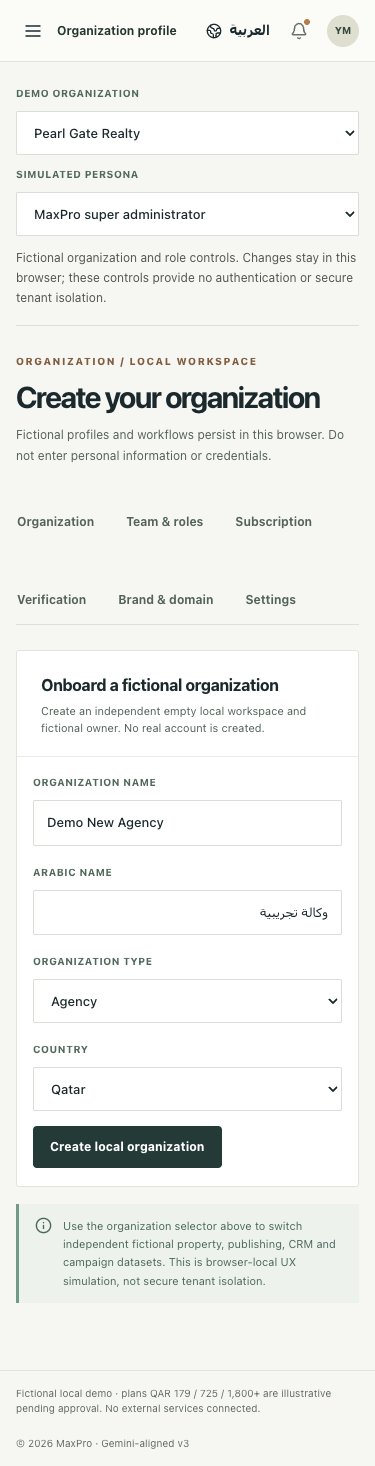 Organization profile
العربية
YM
DEMO ORGANIZATION
Pearl Gate Realty
SIMULATED PERSONA
MaxPro super administrator
Fictional organization and role controls. Changes stay in this
browser; these controls provide no authentication or secure
tenant isolation.
ORGANIZATION / LOCAL WORKSPACE
Create your organization
Fictional profiles and workflows persist in this browser. Do
not enter personal information or credentials.
Organization Team & roles Subscription
Verification Brand & domain Settings
Onboard a fictional organization
Create an independent empty local workspace and
fictional owner. No real account is created.
ORGANIZATION NAME
Demo New Agency
ARABIC NAME
وكالة تجريبية
ORGANIZATION TYPE
Agency
COUNTRY
Qatar
Create local organization
Use the organization selector above to switch
independent fictional property, publishing, CRM and
campaign datasets. This is browser-local UX
simulation, not secure tenant isolation.
Fictional local demo · plans QAR 179 / 725 / 1,800+ are illustrative
pending approval. No external services connected.
© 2026 MaxPro · Gemini-aligned v3